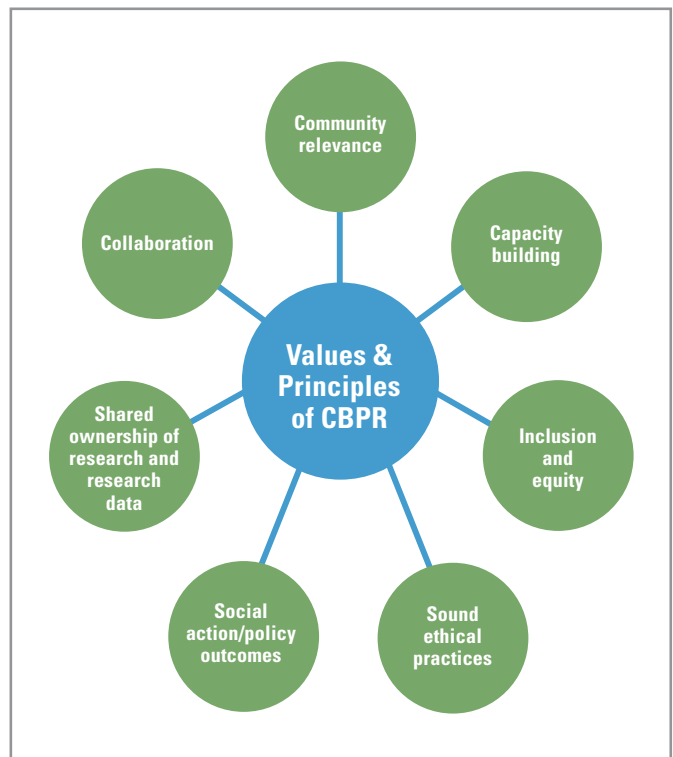 Community
relevance
Capacity
building
Inclusion
and
equity
Sound
ethical
practices
Social
action/policy
outcomes
Shared
ownership of
research and
research
data
Collaboration
Values &
Principles
of CBPR